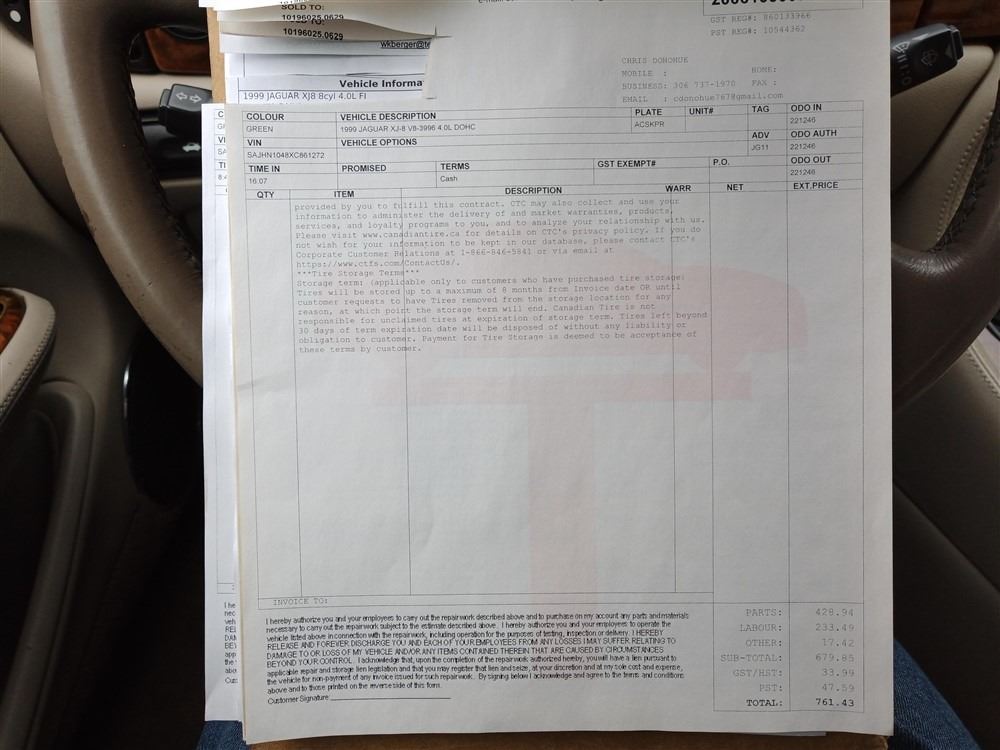 SOLD TO:
10196025.0629
TO:
10196025.0629
wkbergen@te
Vehicle Informa
1999 JAGUAR XJ8 8cyl 4.0L FI
GST REG#: 860133966
PST REG#: 10544362
CHRIS DONOHUE
MOBILE : HOME:
BUSINESS: 306 737-1970 FAX :
EMAIL : cdonohue767@gmail.com
COLOUR VEHICLE DESCRIPTION PLATE UNIT# TAG ODO IN
GREEN 1999 JAGUAR XJ-8 V8-3996 4.0L DOHC ACSKPR 221246
VIN VEHICLE OPTIONS ADV ODO AUTH
SAJHN1048XC861272 JG11 221246
TIME IN PROMISED TERMS GST EXEMPT# P.O. ODO OUT
16:07 Cash 221246
QTY ITEM DESCRIPTION WARR NET EXT.PRICE
provided by you to fulfill this contract. CTC may also collect and use your
information to administer the delivery of and market warranties, products,
services, and loyalty programs to you, and to analyze your relationship with us.
Please visit www.canadiantire.ca for details on CTC's privacy policy. If you do
not wish for your information to be kept in our database, please contact CTC's
Corporate Customer Relations at 1-866-846-5841 or via email at
https://www.ctfs.com/ContactUs/.
***Tire Storage Terms***
Storage term: (applicable only to customers who have purchased tire storage)
Tires will be stored up to a maximum of 8 months from Invoice date OR until
customer requests to have Tires removed from the storage location for any
reason, at which point the storage term will end. Canadian Tire is not
responsible for unclaimed tires at expiration of storage term. Tires left beyond
30 days of term expiration date will be disposed of without any liability or
obligation to customer. Payment for Tire Storage is deemed to be acceptance of
these terms by customer.
INVOICE TO:
I hereby authorize you and your employees to carry out the repairwork described above and to purchase on my account any parts and materials
necessary to carry out the repairwork subject to the estimate described above. I hereby authorize you and your employees to operate the
vehicle listed above in connection with the repairwork, including operation for the purposes of testing, inspection or delivery. I HEREBY
RELEASE AND FOREVER DISCHARGE YOU AND EACH OF YOUR EMPLOYEES FROM ANY LOSSES I MAY SUFFER RELATING TO
DAMAGE TO OR LOSS OF MY VEHICLE AND/OR ANY ITEMS CONTAINED THEREIN THAT ARE CAUSED BY CIRCUMSTANCES
BEYOND YOUR CONTROL. I acknowledge that, upon the completion of the repairwork authorized hereby, you will have a lien pursuant to
applicable repair and storage lien legislation and that you may register that lien and seize, at your discretion and at my sole cost and expense,
the vehicle for non-payment of any invoice issued for such repairwork. By signing below I acknowledge and agree to the terms and conditions
above and to those printed on the reverse side of this form.
Customer Signature:
PARTS: 428.94
LABOUR: 233.49
OTHER: 17.42
SUB-TOTAL: 679.85
GST/HST: 33.99
PST: 47.59
TOTAL: 761.43